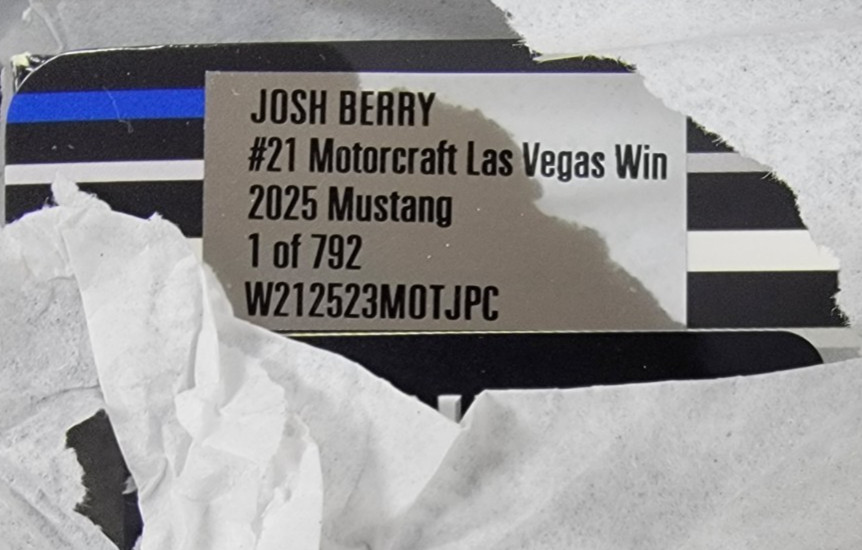 JOSH BERRY
#21 Motorcraft Las Vegas Win
2025 Mustang
1 of 792
W212523MOTJPC